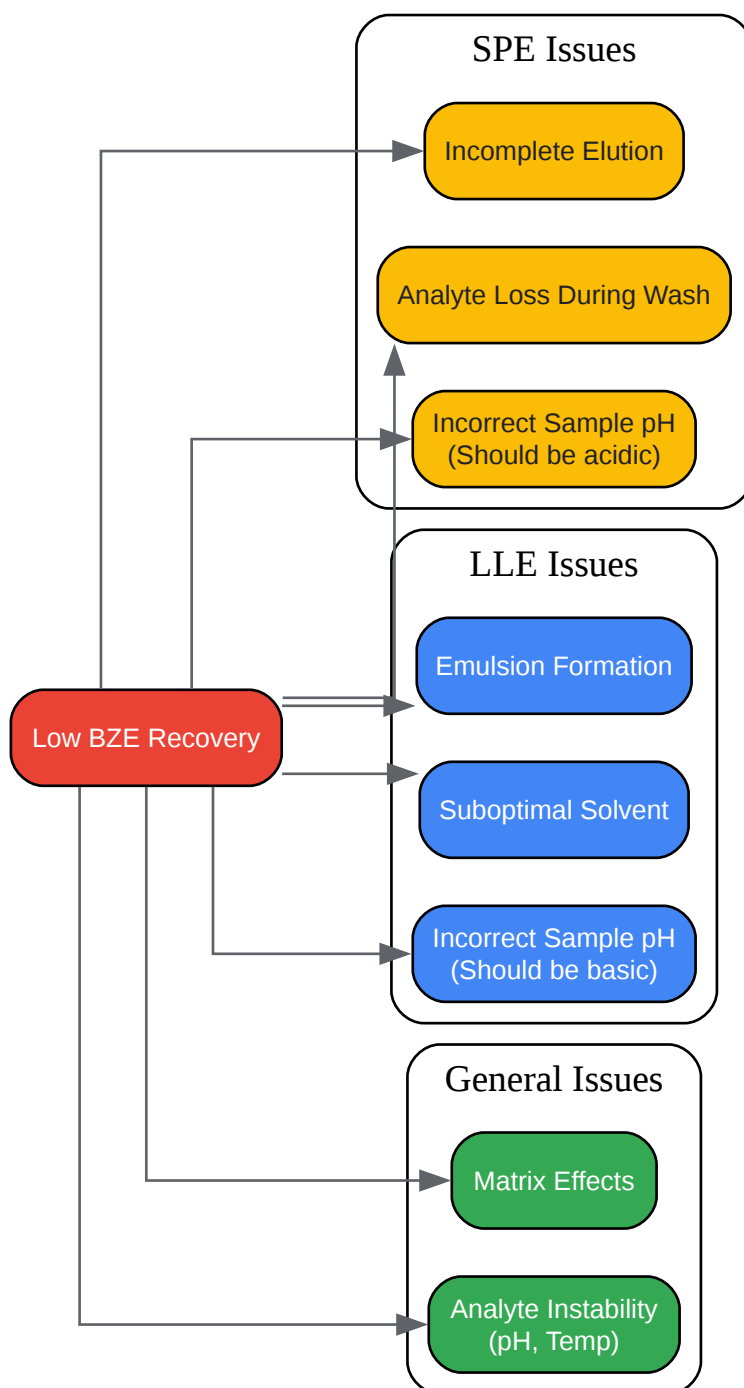 SPE Issues
Incomplete Elution
Analyte Loss During Wash
Incorrect Sample pH
(Should be acidic)
LLE Issues
Emulsion Formation
Low BZE Recovery
Suboptimal Solvent
Incorrect Sample pH
(Should be basic)
General Issues
Matrix Effects
Analyte Instability
(pH, Temp)